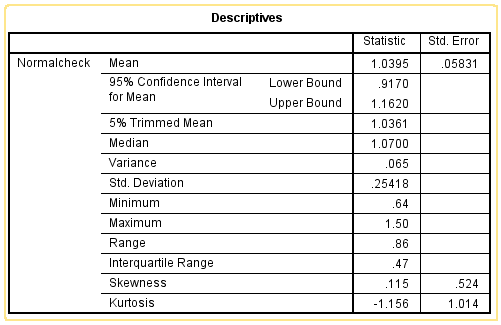 Descriptives
Statistic Std. Error
Normalcheck Mean 1.0395 .05831
95% Confidence Interval for Mean Lower Bound .9170
Upper Bound 1.1620
5% Trimmed Mean 1.0361
Median 1.0700
Variance .065
Std. Deviation .25418
Minimum .64
Maximum 1.50
Range .86
Interquartile Range .47
Skewness .115 .524
Kurtosis -1.156 1.014